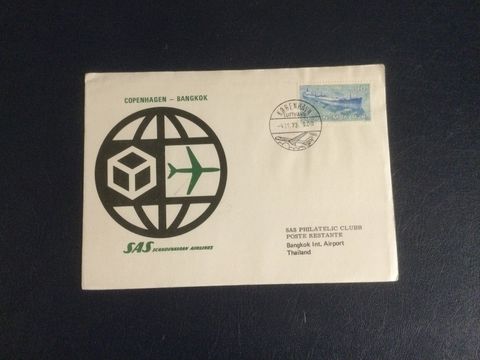 COPENHAGEN – BANGKOK
KØBENHAVN
LUFTHAVN
SAS SCANDINAVIAN AIRLINES
SAS PHILATELIC CLUBS
POSTE RESTANTE
Bangkok Int. Airport
Thailand